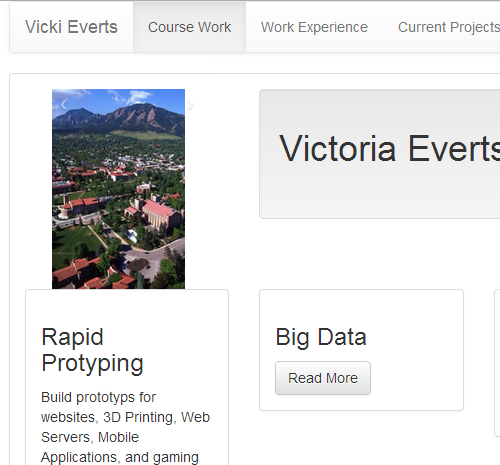 Vicki Everts Course Work Work Experience Current Projects
Victoria Everts
Rapid
Protyping
Build prototyps for
websites, 3D Printing, Web
Servers, Mobile
Applications, and gaming
Big Data
Read More